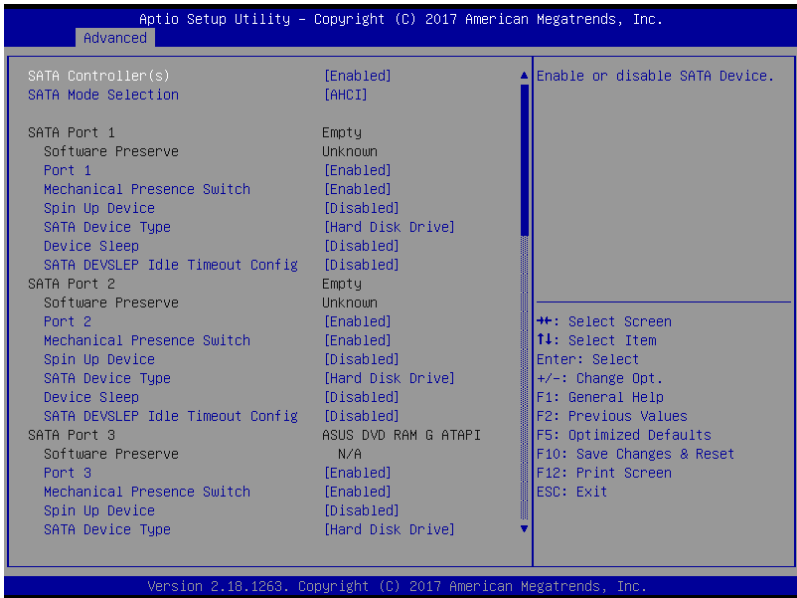 Aptio Setup Utility – Copyright (C) 2017 American Megatrends, Inc.
Advanced
SATA Controller(s) [Enabled]
SATA Mode Selection [AHCI]
SATA Port 1 Empty
Software Preserve Unknown
Port 1 [Enabled]
Mechanical Presence Switch [Enabled]
Spin Up Device [Disabled]
SATA Device Type [Hard Disk Drive]
Device Sleep [Disabled]
SATA DEVSLEP Idle Timeout Config [Disabled]
SATA Port 2 Empty
Software Preserve Unknown
Port 2 [Enabled]
Mechanical Presence Switch [Enabled]
Spin Up Device [Disabled]
SATA Device Type [Hard Disk Drive]
Device Sleep [Disabled]
SATA DEVSLEP Idle Timeout Config [Disabled]
SATA Port 3 ASUS DVD RAM G ATAPI
Software Preserve N/A
Port 3 [Enabled]
Mechanical Presence Switch [Enabled]
Spin Up Device [Disabled]
SATA Device Type [Hard Disk Drive]
Enable or disable SATA Device.
→←: Select Screen
↑↓: Select Item
Enter: Select
+/-: Change Opt.
F1: General Help
F2: Previous Values
F5: Optimized Defaults
F10: Save Changes & Reset
F12: Print Screen
ESC: Exit
Version 2.18.1263. Copyright (C) 2017 American Megatrends, Inc.